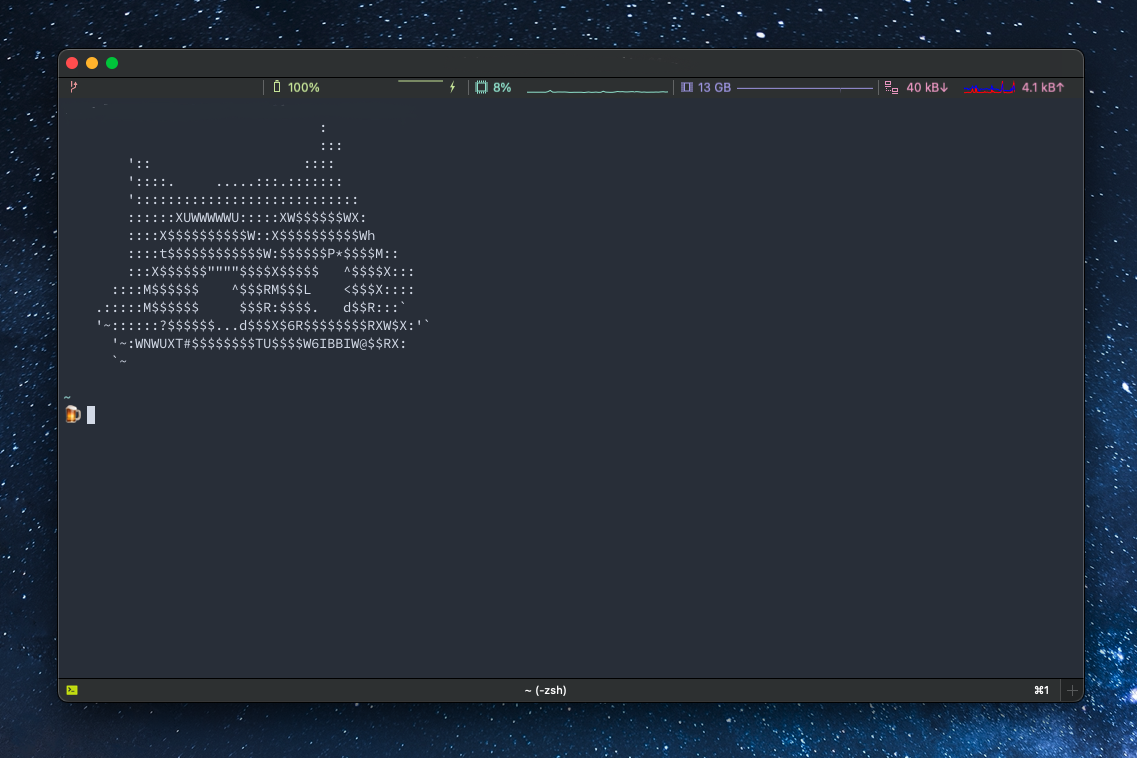 100% 8% 13 GB 40 kB↓ 4.1 kB↑
                                :
                                :::
        '::                   ::::
        '::::.     .....:::.:::::::
        '::::::::::::::::::::::::::::
        ::::::XUWWWWWU:::::XW$$$$$$WX:
        ::::X$$$$$$$$$$W::X$$$$$$$$$$Wh
        ::::t$$$$$$$$$$$$W:$$$$$$P*$$$$M::
        :::X$$$$$$""""$$$$X$$$$$   ^$$$$X:::
      ::::M$$$$$$    ^$$$RM$$$L    <$$$X::::
    .:::::M$$$$$$     $$$R:$$$$.   d$$R:::`
    '~::::::?$$$$$$...d$$$X$6R$$$$$$$$RXW$X:'`
      '~:WNWUXT#$$$$$$$$TU$$$$W6IBBIW@$$RX:
      `~
~
~ (-zsh) ⌘1